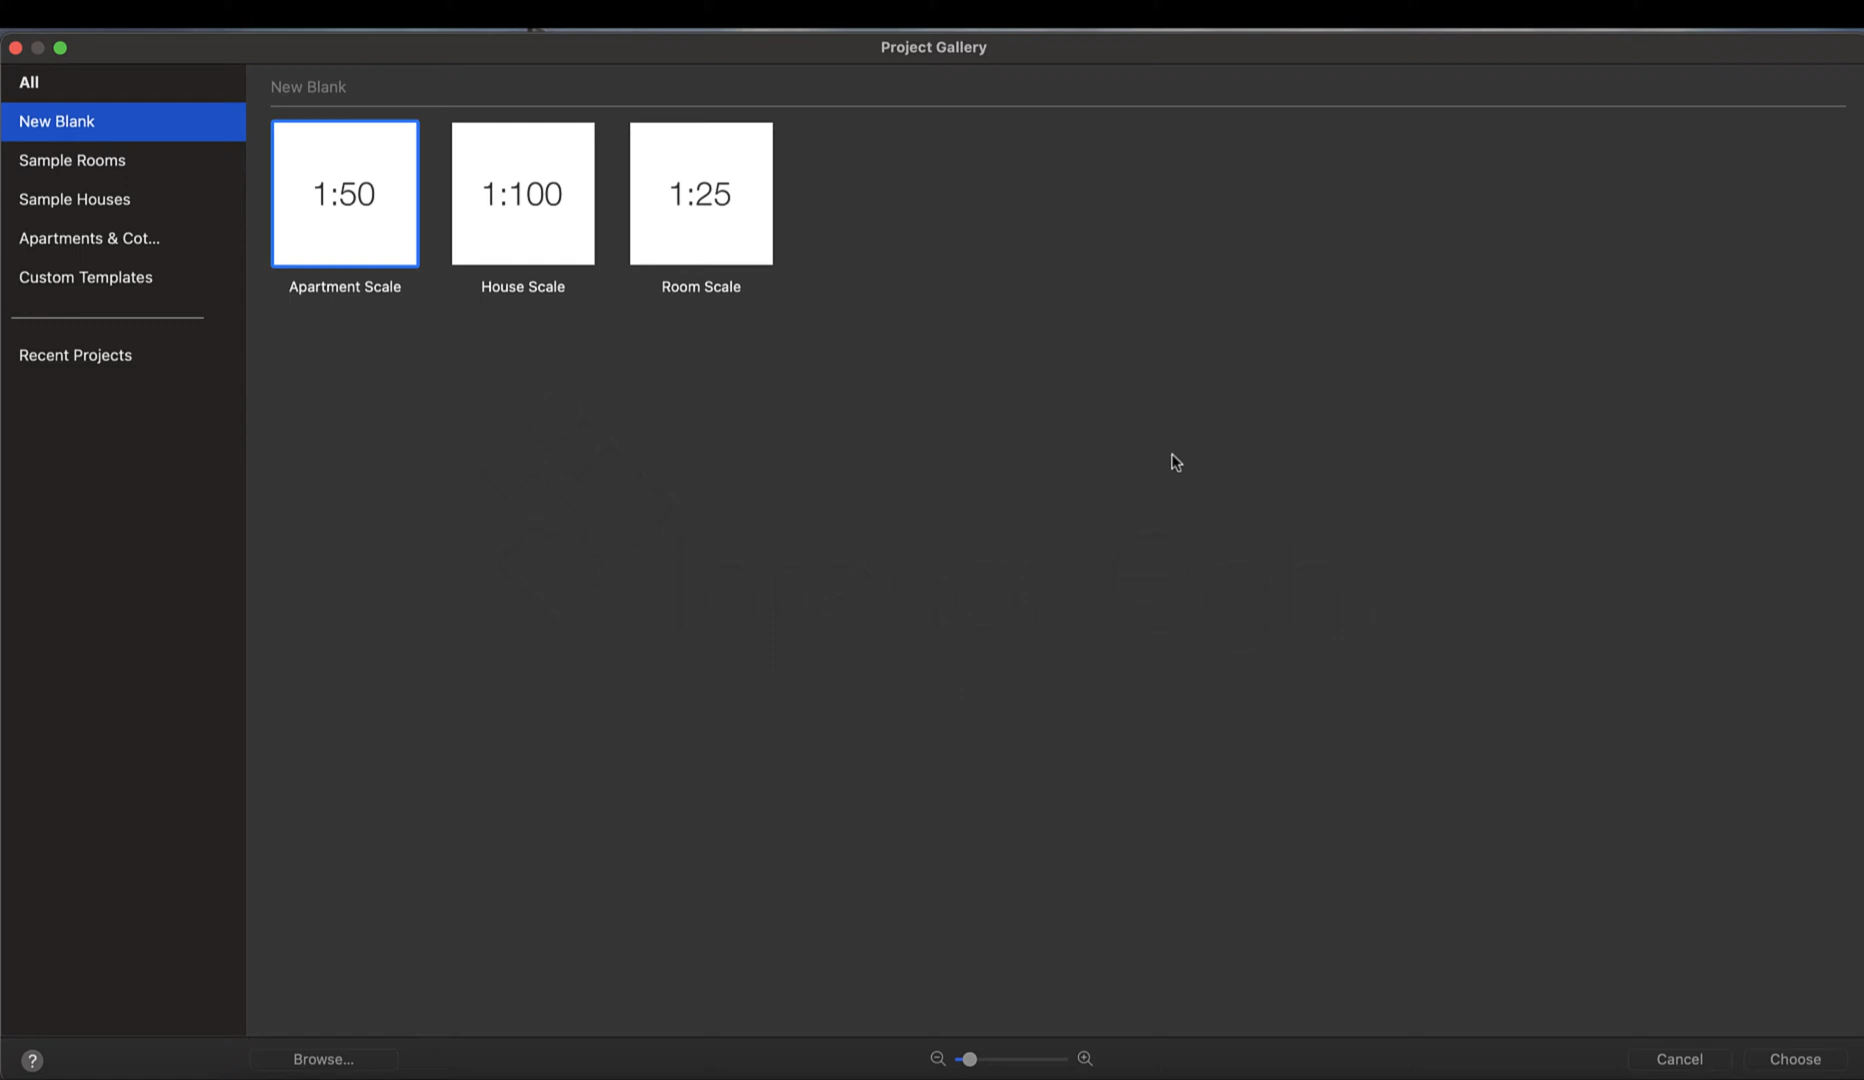 Project Gallery
All
New Blank
Sample Rooms
Sample Houses
Apartments & Cot...
Custom Templates
Recent Projects
New Blank
1:50
1:100
1:25
Apartment Scale
House Scale
Room Scale
?
Browse...
Cancel
Choose